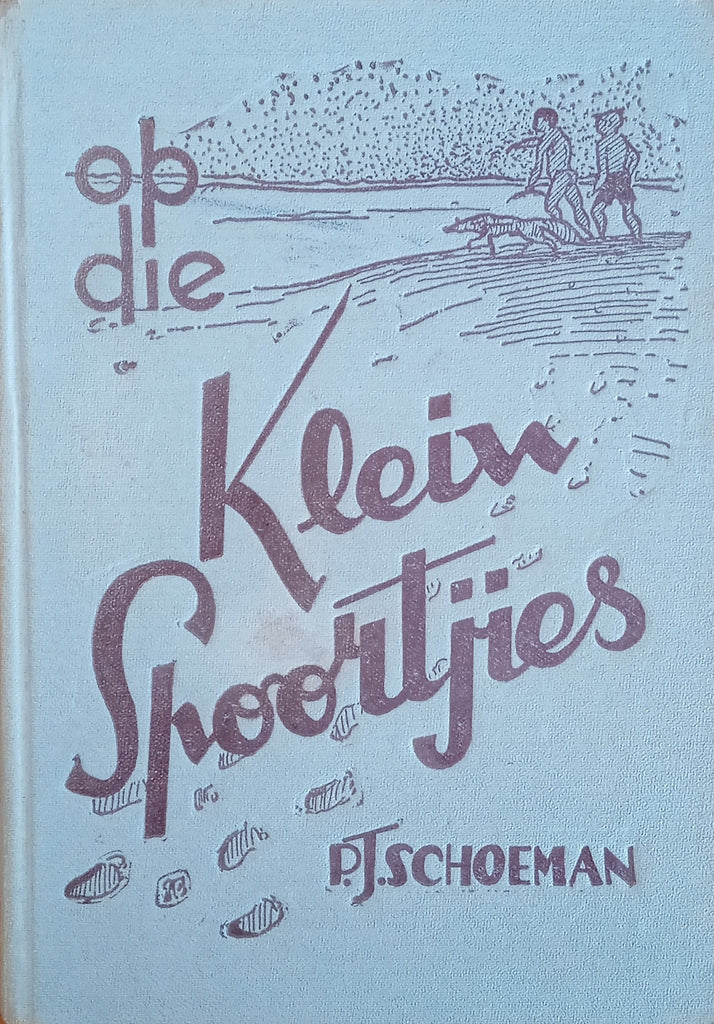 op
die
Klein
Spoortjies
P.J. SCHOEMAN